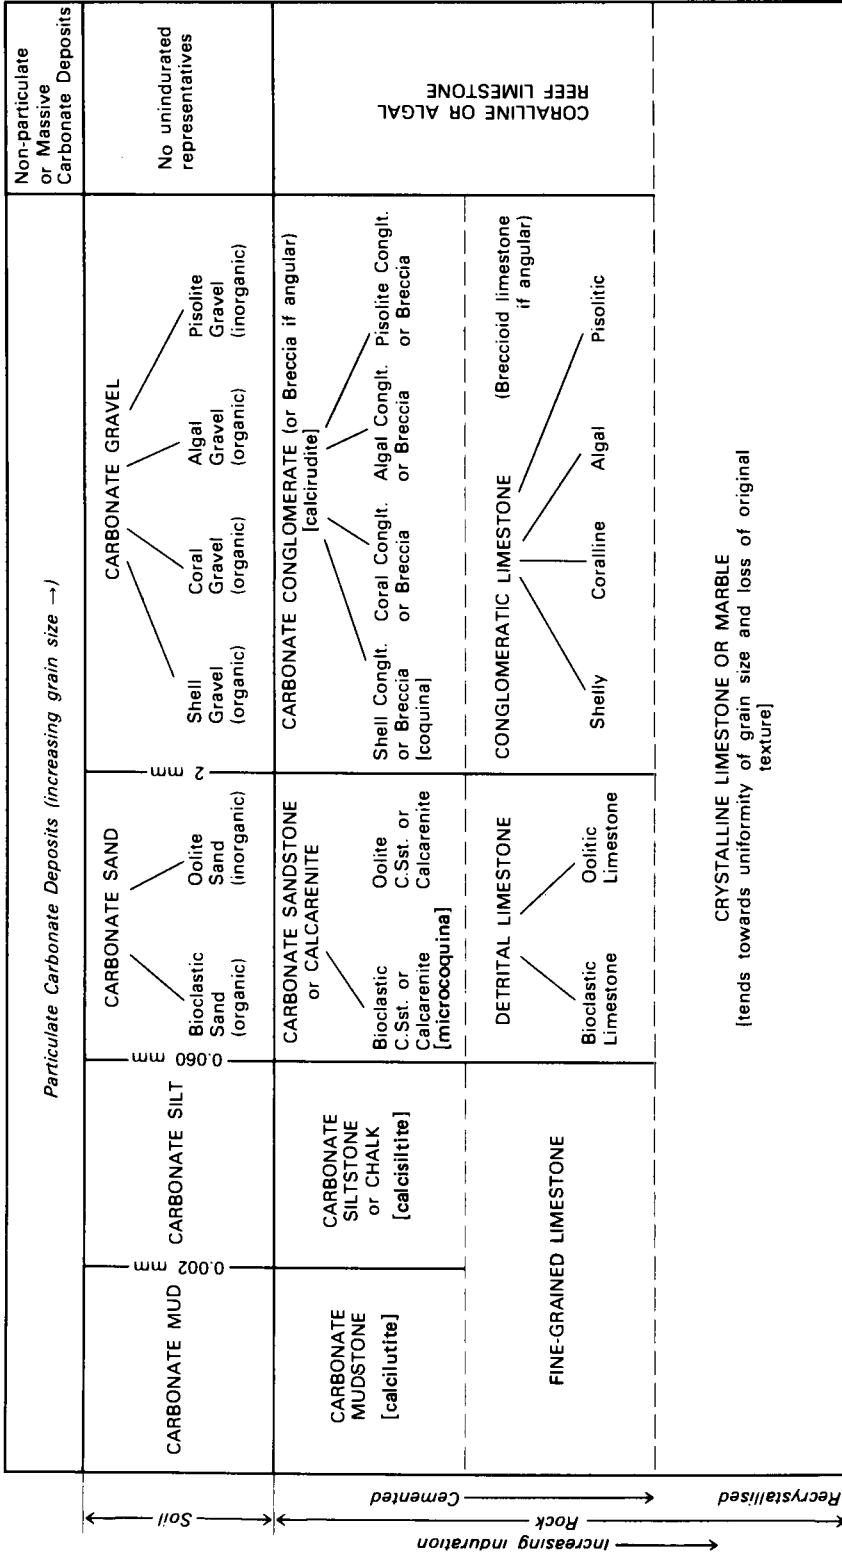 Particulate Carbonate Deposits (increasing grain size →)
Non-particulate
or Massive
Carbonate Deposits
CARBONATE MUD
0.002 mm
CARBONATE SILT
0.060 mm
CARBONATE SAND
Bioclastic
Sand
(organic)
Oolite
Sand
(inorganic)
2 mm
CARBONATE GRAVEL
Shell
Gravel
(organic)
Coral
Gravel
(organic)
Algal
Gravel
(organic)
Pisolite
Gravel
(inorganic)
No unindurated
representatives
CARBONATE
MUDSTONE
[calcilutite]
CARBONATE
SILTSTONE
or CHALK
[calcisiltite]
CARBONATE SANDSTONE
or CALCARENITE
Bioclastic
C.Sst. or
Calcarenite
[microcoquina]
Oolite
C.Sst. or
Calcarenite
CARBONATE CONGLOMERATE (or Breccia if angular)
[calcirudite]
Shell Conglt.
or Breccia
[coquina]
Coral Conglt.
or Breccia
Algal Conglt.
or Breccia
Pisolite Conglt.
or Breccia
CORALLINE OR ALGAL
REEF LIMESTONE
FINE-GRAINED LIMESTONE
DETRITAL LIMESTONE
Bioclastic
Limestone
Oolitic
Limestone
CONGLOMERATIC LIMESTONE
(Breccioid limestone
if angular)
Shelly
Coralline
Algal
Pisolitic
CRYSTALLINE LIMESTONE OR MARBLE
[tends towards uniformity of grain size and loss of original
texture]
Soil
Cemented
Recrystallised
Rock
Increasing induration